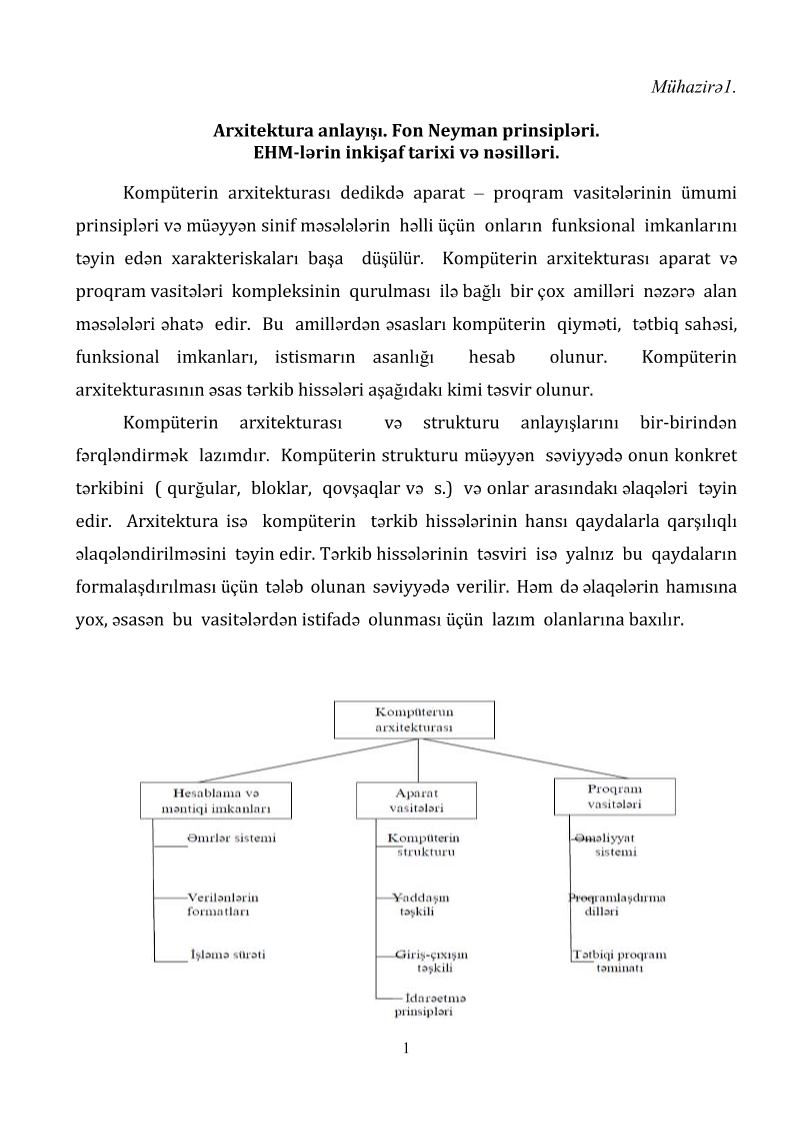 Mühazirə1.
Arxitektura anlayışı. Fon Neyman prinsipləri.
EHM-lərin inkişaf tarixi və nəsilləri.
Kompüterin arxitekturası dedikdə aparat – proqram vasitələrinin ümumi
prinsipləri və müəyyən sinif məsələlərin həlli üçün onların funksional imkanlarını
təyin edən xarakteriskaları başa düşülür. Kompüterin arxitekturası aparat və
proqram vasitələri kompleksinin qurulması ilə bağlı bir çox amilləri nəzərə alan
məsələləri əhatə edir. Bu amillərdən əsasları kompüterin qiyməti, tətbiq sahəsi,
funksional imkanları, istismarın asanlığı hesab olunur. Kompüterin
arxitekturasının əsas tərkib hissələri aşağıdakı kimi təsvir olunur.
Kompüterin arxitekturası və strukturu anlayışlarını bir-birindən
fərqləndirmək lazımdır. Kompüterin strukturu müəyyən səviyyədə onun konkret
tərkibini ( qurğular, bloklar, qovşaqlar və s.) və onlar arasındakı əlaqələri təyin
edir. Arxitektura isə kompüterin tərkib hissələrinin hansı qaydalarla qarşılıqlı
əlaqələndirilməsini təyin edir. Tərkib hissələrinin təsviri isə yalnız bu qaydaların
formalaşdırılması üçün tələb olunan səviyyədə verilir. Həm də əlaqələrin hamısına
yox, əsasən bu vasitələrdən istifadə olunması üçün lazım olanlarına baxılır.
Kompüterun
arxitekturası
Hesablama və
məntiqi imkanları
Əmrlər sistemi
Verilənlərin
formatları
İşləmə sürəti
Aparat
vasitələri
Kompüterin
strukturu
Yaddaşın
təşkili
Giriş-çıxışın
təşkili
İdarəetmə
prinsipləri
Proqram
vasitələri
Əməliyyat
sistemi
Proqramlaşdırma
dilləri
Tətbiqi proqram
təminatı
1